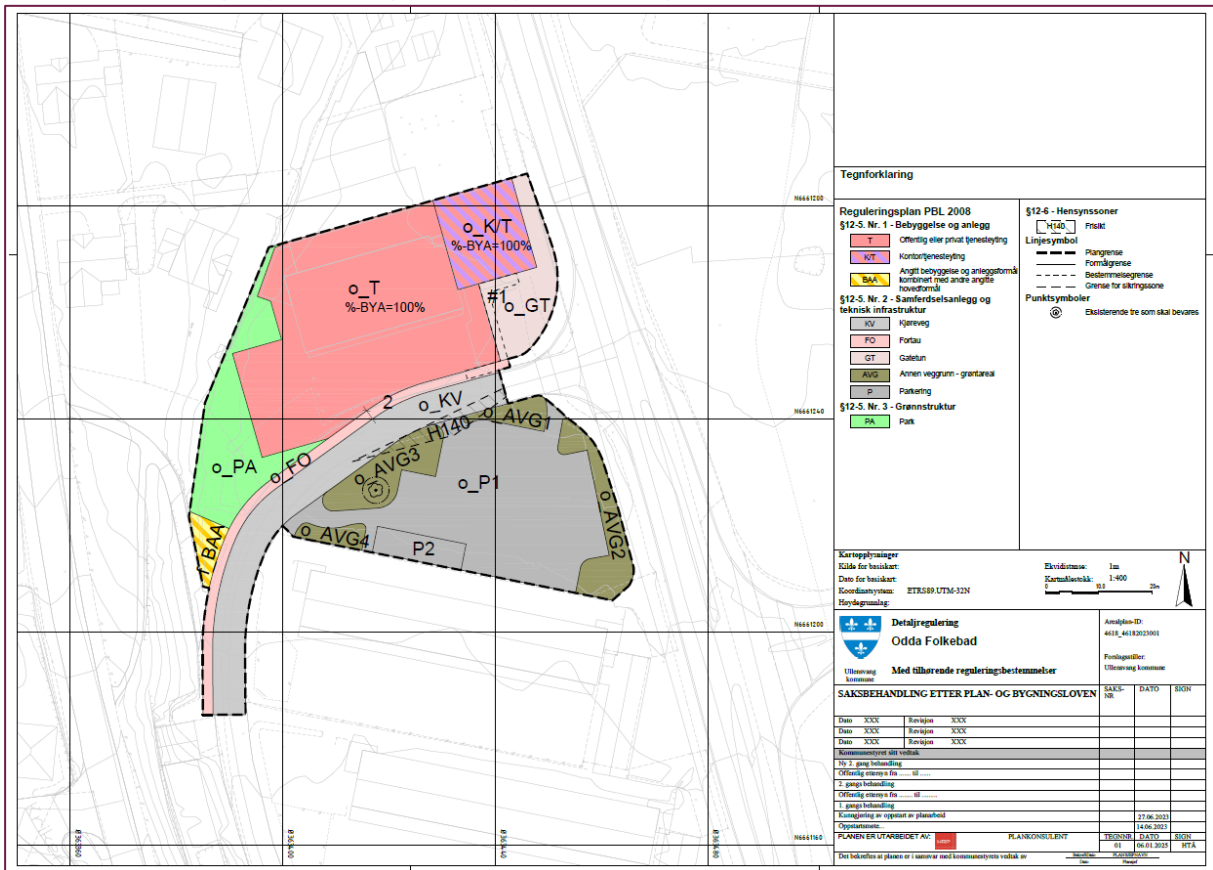 o_K/T
%-BYA=100%
o_T
%-BYA=100%
#1
o_GT
2
o_KV
o_AVG1
H140
o_PA
o_FO
o_AVG3
o_P1
o_AVG2
o_AVG4
P2
BAA
N6661240
N6661200
N6661160
Tegnforklaring
Reguleringsplan PBL 2008
§12-5. Nr. 1 - Bebyggelse og anlegg
T Offentlig eller privat tjenesteyting
K/T Kontor/tjenesteyting
BAA Angitt bebyggelse og anleggsformål
kombinert med andre angitte
hovedformål
§12-5. Nr. 2 - Samferdselsanlegg og
teknisk infrastruktur
KV Kjøreveg
FO Fortau
GT Gatetun
AVG Annen veggrunn - grøntareal
P Parkering
§12-5. Nr. 3 - Grønnstruktur
PA Park
§12-6 - Hensynssoner
H140 Frisikt
Linjesymbol
Plangrense
Formålgrense
Bestemmelsegrense
Grense for sikringssone
Punktsymboler
Eksisterende tre som skal bevares
Kartopplysninger
Kilde for basiskart:
Dato for basiskart:
Koordinatsystem: ETRS89.UTM-32N
Høydegrunnlag:
Ekvidistanse: 1m
Kartmålestokk: 1:400
0 10.0 20m
N
Ullensvang
kommune
Detaljregulering
Odda Folkebad
Med tilhørende reguleringsbestemmelser
Arealplan-ID:
4618_46182023001
Forslagsstiller:
Ullensvang kommune
SAKSBEHANDLING ETTER PLAN- OG BYGNINGSLOVEN SAKS-NR DATO SIGN
Dato XXX Revisjon XXX
Dato XXX Revisjon XXX
Dato XXX Revisjon XXX
Kommunestyret sitt vedtak
Ny 2. gang behandling
Offentlig ettersyn fra ...... til ......
2. gangs behandling
Offentlig ettersyn fra ........ til .........
1. gangs behandling
Kunngjøring av oppstart av planarbeid 27.06.2023
Oppstartsmøte... 14.06.2023
PLANEN ER UTARBEIDET AV: PLANKONSULENT TEGNNR. DATO SIGN
01 06.01.2025 HTÅ
Det bekreftes at planen er i samsvar med kommunestyrets vedtak av